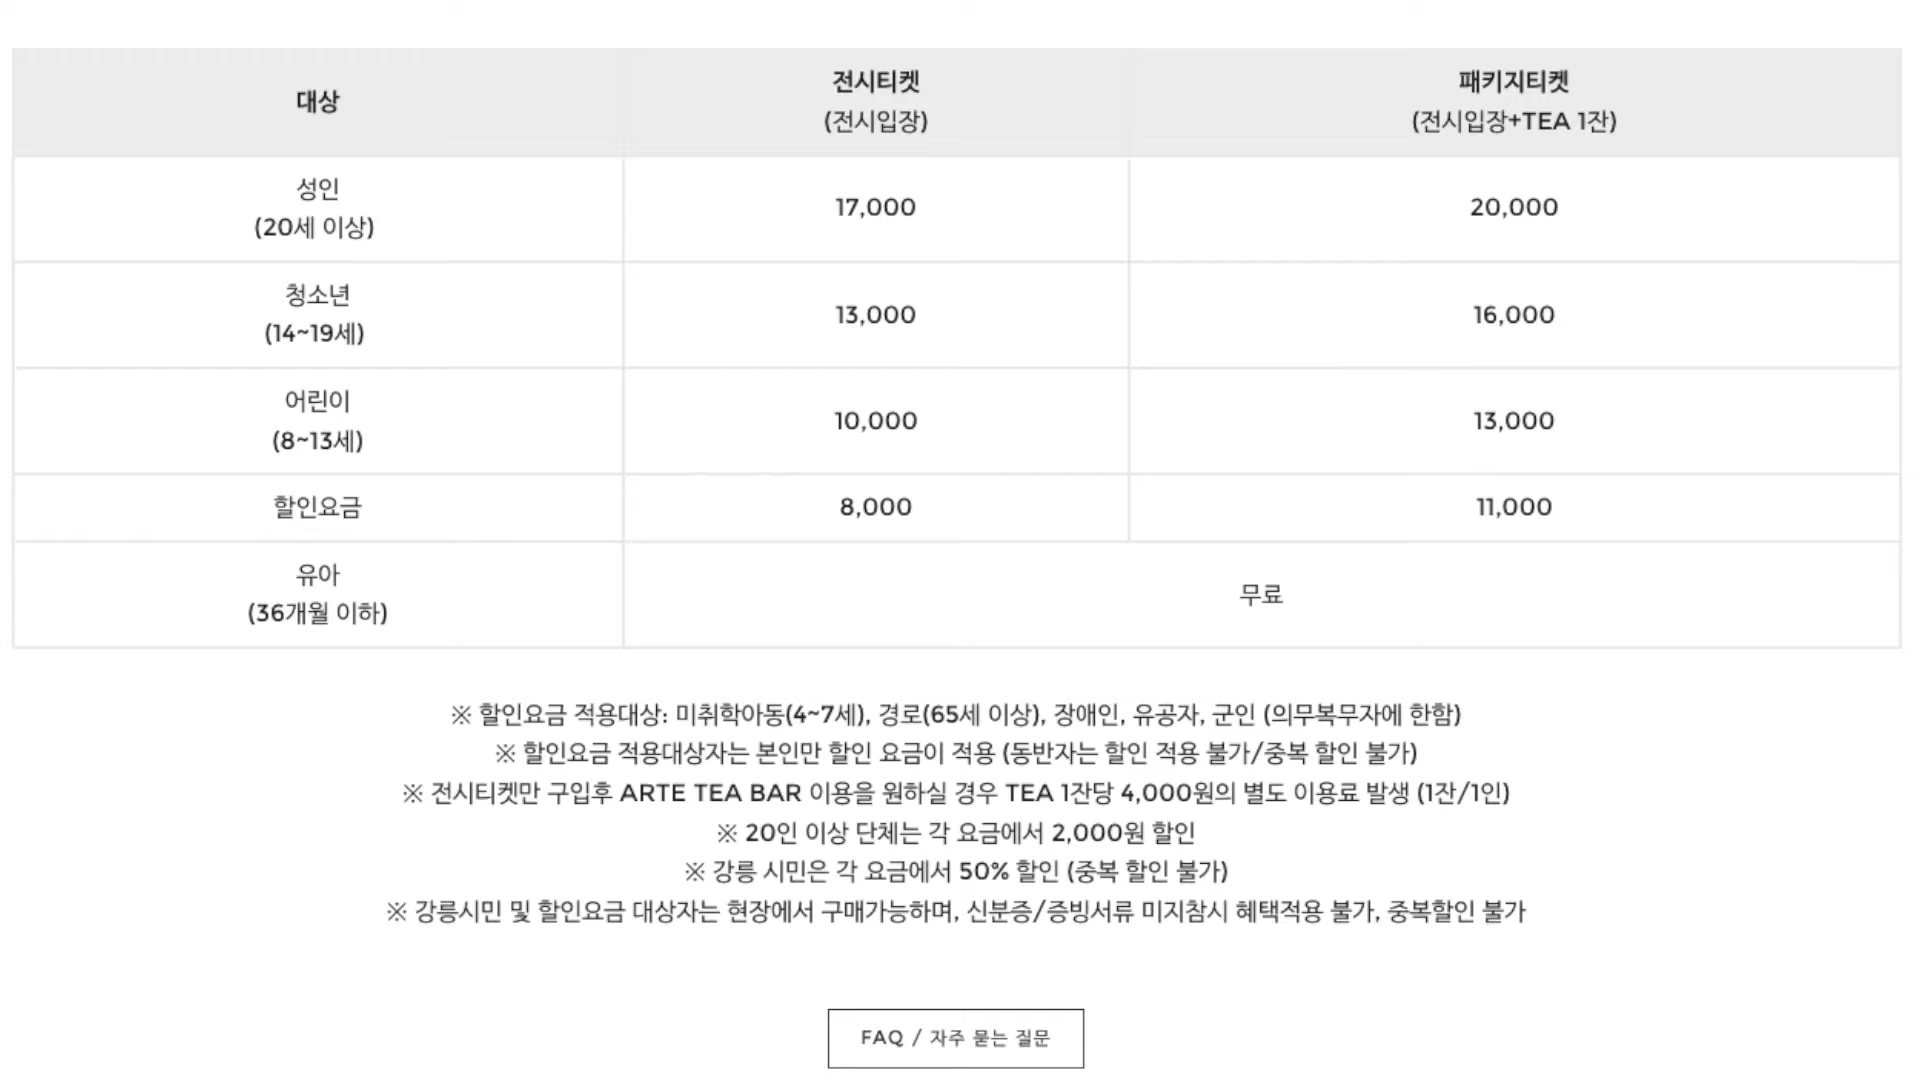 대상
전시티켓
(전시입장)
패키지티켓
(전시입장+TEA 1잔)
성인
(20세 이상)
17,000
20,000
청소년
(14~19세)
13,000
16,000
어린이
(8~13세)
10,000
13,000
할인요금
8,000
11,000
유아
(36개월 이하)
무료
※ 할인요금 적용대상: 미취학아동(4~7세), 경로(65세 이상), 장애인, 유공자, 군인 (의무복무자에 한함)
※ 할인요금 적용대상자는 본인만 할인 요금이 적용 (동반자는 할인 적용 불가/중복 할인 불가)
※ 전시티켓만 구입후 ARTE TEA BAR 이용을 원하실 경우 TEA 1잔당 4,000원의 별도 이용료 발생 (1잔/1인)
※ 20인 이상 단체는 각 요금에서 2,000원 할인
※ 강릉 시민은 각 요금에서 50% 할인 (중복 할인 불가)
※ 강릉시민 및 할인요금 대상자는 현장에서 구매가능하며, 신분증/증빙서류 미지참시 혜택적용 불가, 중복할인 불가
FAQ / 자주 묻는 질문